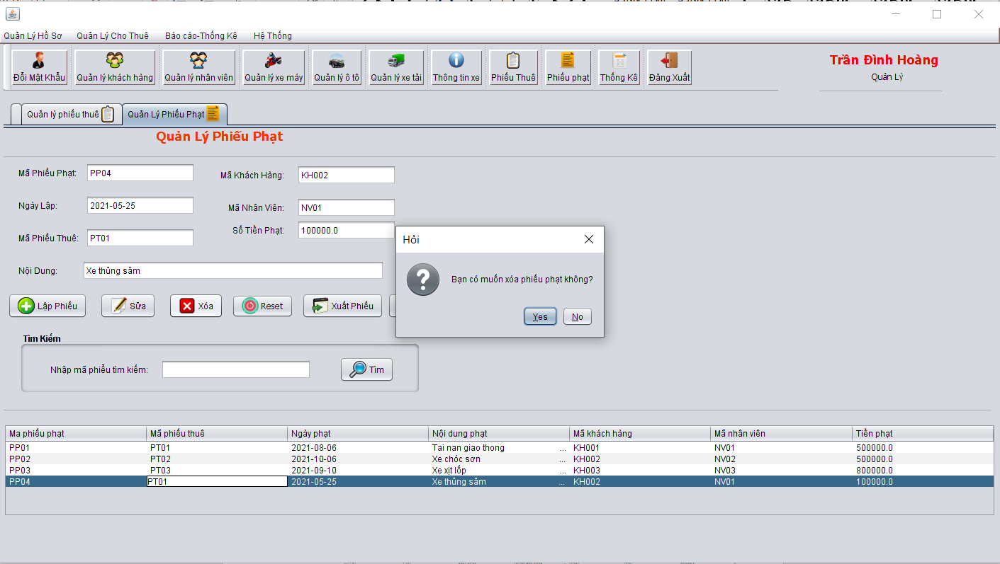 Quản Lý Hồ Sơ Quản Lý Cho Thuê Báo cáo-Thống Kê Hệ Thống
Đổi Mật Khẩu Quản lý khách hàng Quản lý nhân viên Quản lý xe máy Quản lý ô tô Quản lý xe tải Thông tin xe Phiếu Thuê Phiếu phạt Thống Kê Đăng Xuất
Trần Đình Hoàng
Quản Lý
Quản lý phiếu thuê Quản Lý Phiếu Phạt
Quản Lý Phiếu Phạt
Mã Phiếu Phạt: PP04 Mã Khách Hàng: KH002
Ngày Lập: 2021-05-25 Mã Nhân Viên: NV01
Số Tiền Phạt: 100000.0
Mã Phiếu Thuê: PT01
Nội Dung: Xe thủng săm
Lập Phiếu Sửa Xóa Reset Xuất Phiếu
Hỏi
Bạn có muốn xóa phiếu phạt không?
Yes No
Tìm Kiếm
Nhập mã phiểu tìm kiếm: Tìm
Ma phiếu phạt Mã phiếu thuê Ngày phạt Nội dung phạt Mã khách hàng Mã nhân viên Tiền phạt
PP01 PT01 2021-08-06 Tai nan giao thong ... KH001 NV01 500000.0
PP02 PT02 2021-10-06 Xe chóc sơn ... KH002 NV02 500000.0
PP03 PT03 2021-09-10 Xe xịt lốp ... KH003 NV03 800000.0
PP04 PT01 2021-05-25 Xe thủng săm ... KH002 NV01 100000.0